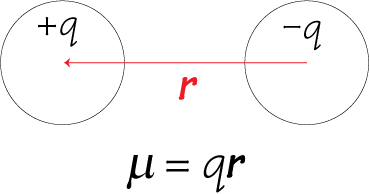 +q −q
r
μ = qr